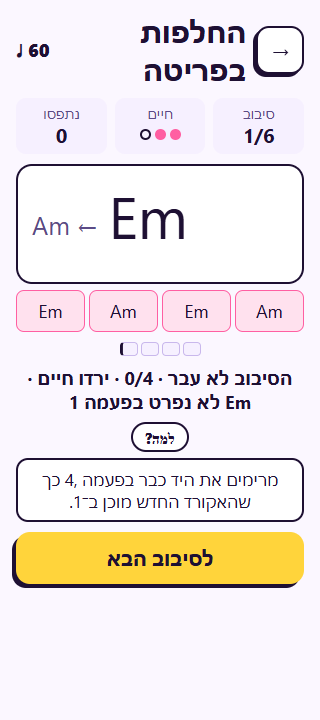 →
החלפות
בפריטה
♩ 60
סיבוב
1/6
חיים
נתפסו
0
Em ← Am
Am
Em
Am
Em
הסיבוב לא עבר · 0/4 · ירדו חיים ·
Em לא נפרט בפעמה 1
למה?
מרימים את היד כבר בפעמה 4, כך
שהאקורד החדש מוכן ב־1.
לסיבוב הבא